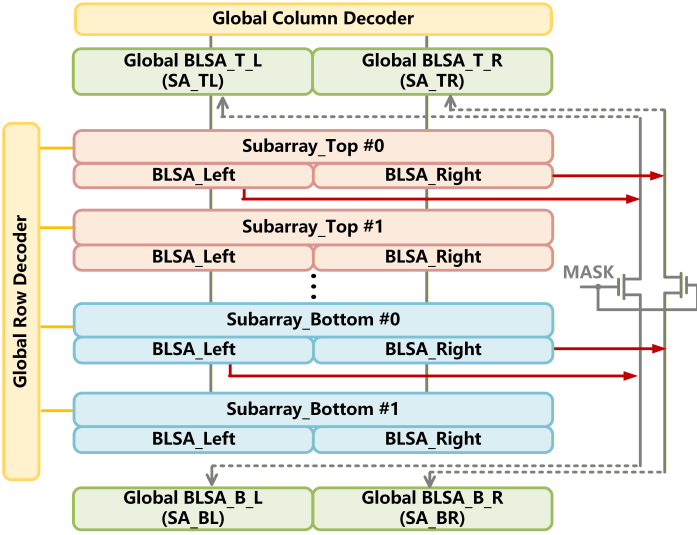 Global Column Decoder
Global BLSA_T_L
(SA_TL)
Global BLSA_T_R
(SA_TR)
Global Row Decoder
Subarray_Top #0
BLSA_Left
BLSA_Right
Subarray_Top #1
BLSA_Left
BLSA_Right
MASK
Subarray_Bottom #0
BLSA_Left
BLSA_Right
Subarray_Bottom #1
BLSA_Left
BLSA_Right
Global BLSA_B_L
(SA_BL)
Global BLSA_B_R
(SA_BR)